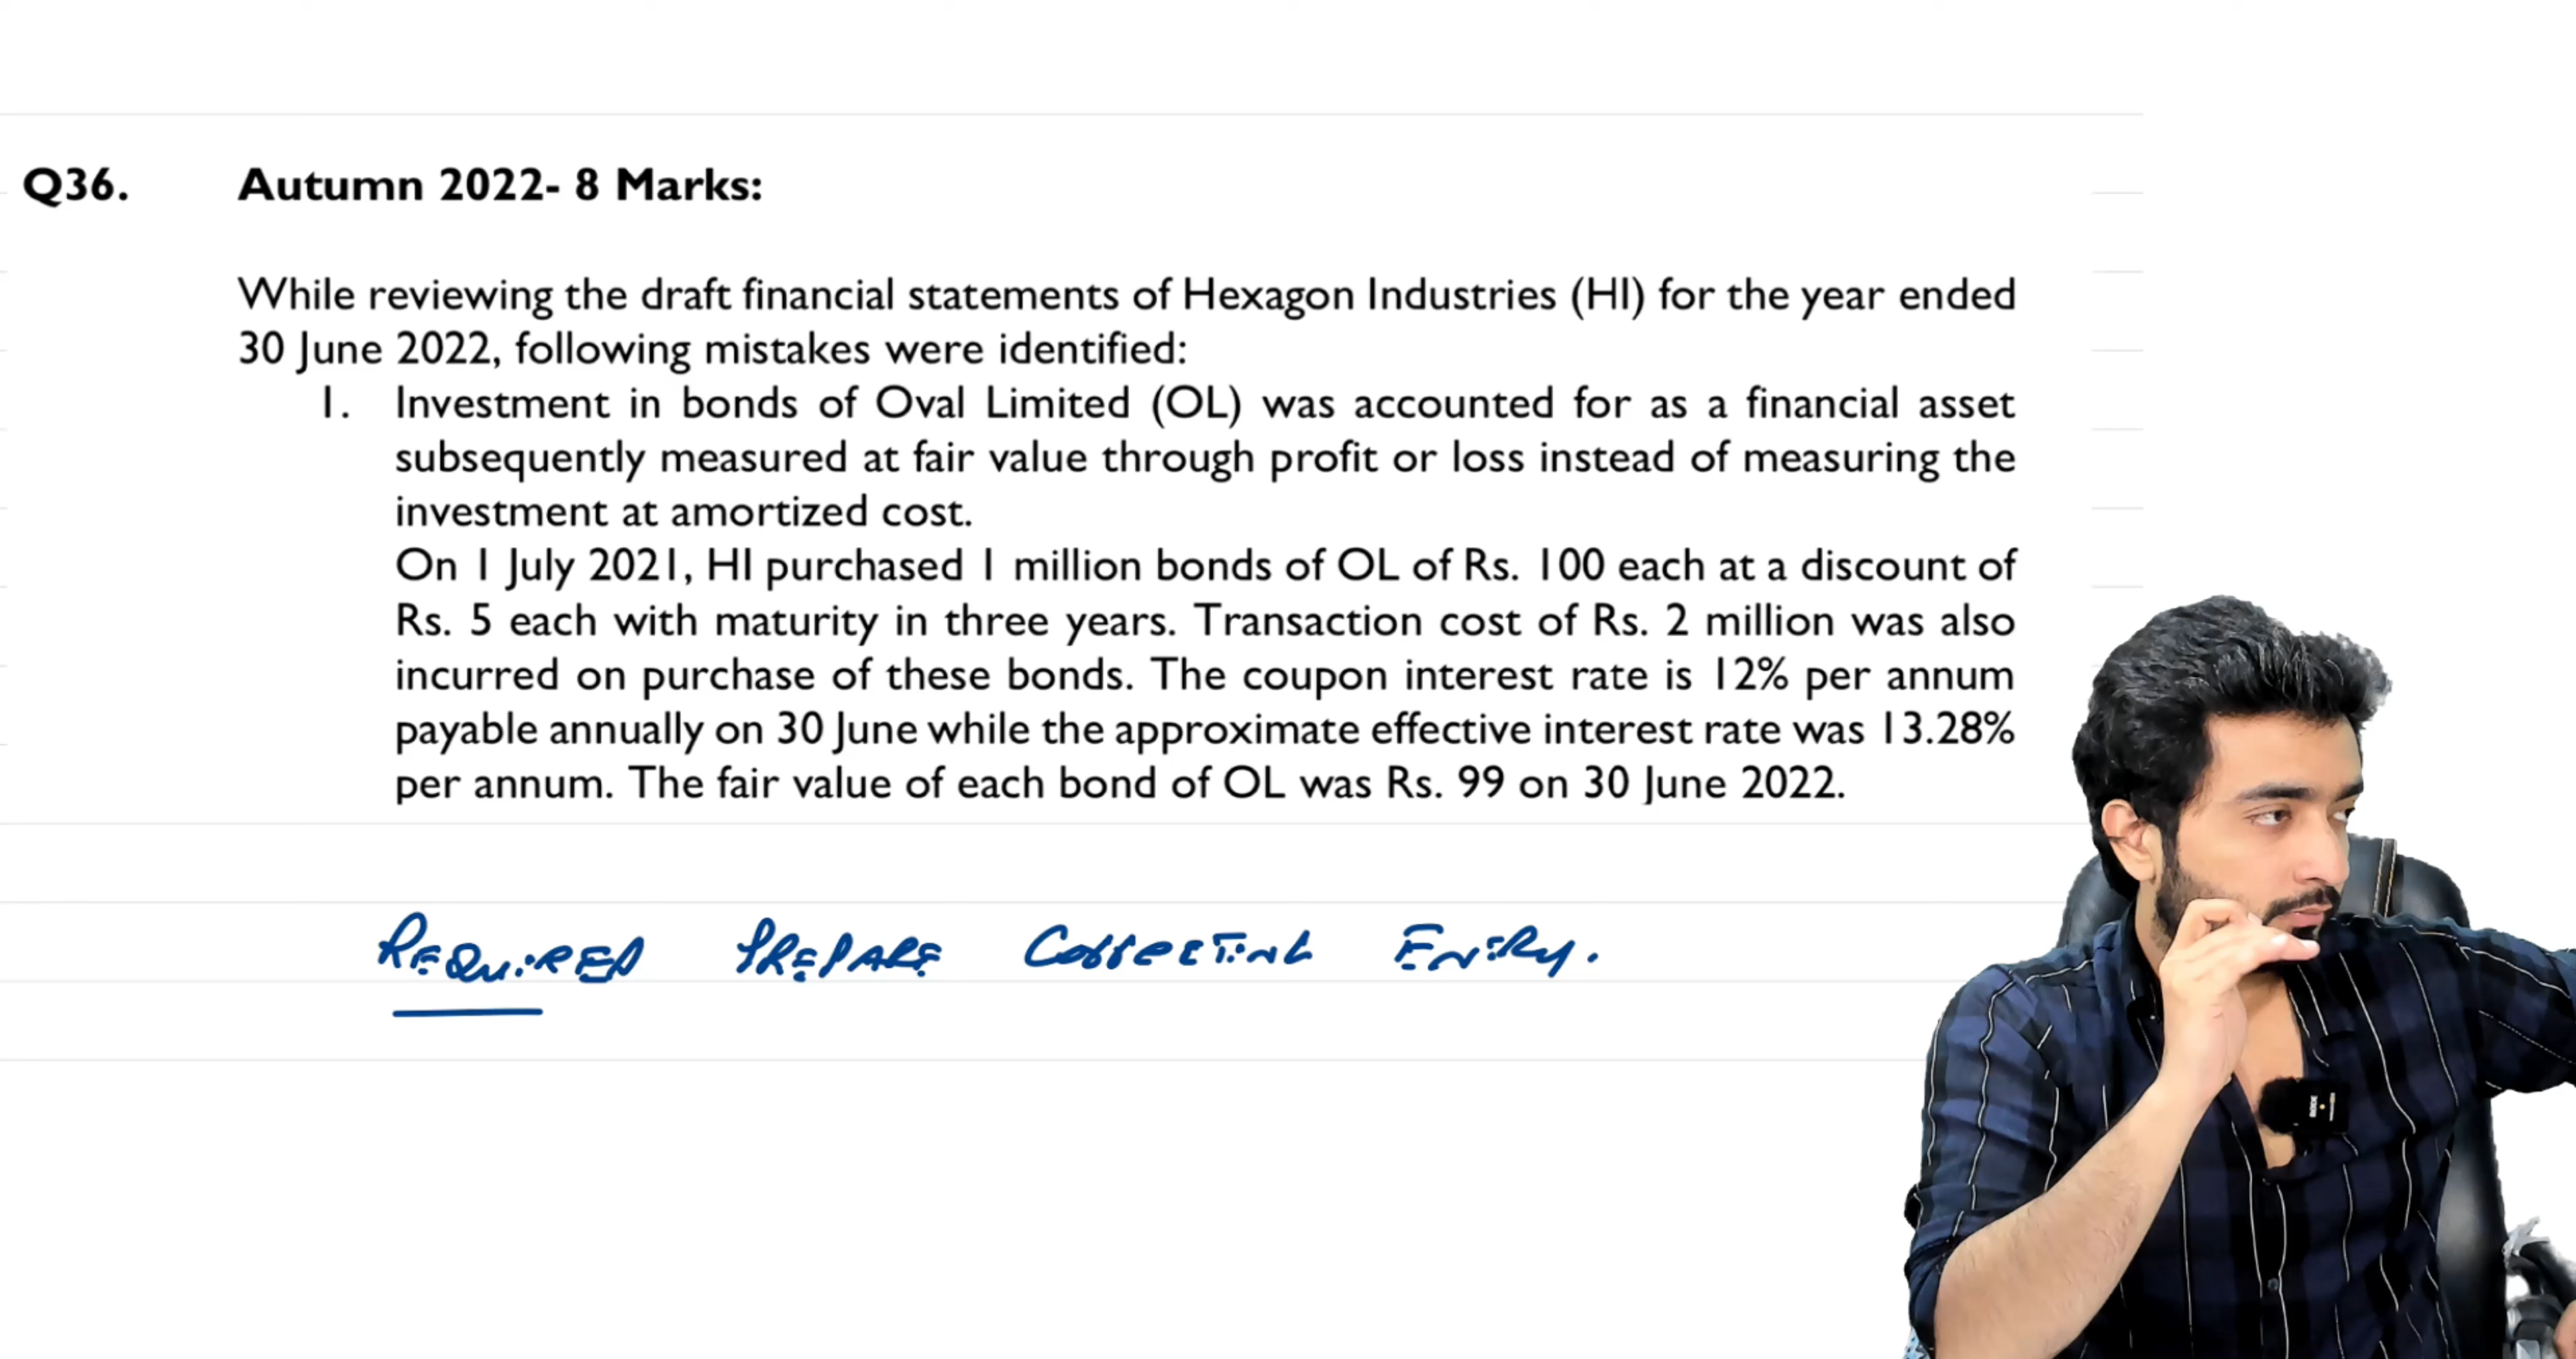 Q36. Autumn 2022- 8 Marks:
While reviewing the draft financial statements of Hexagon Industries (HI) for the year ended
30 June 2022, following mistakes were identified:
1. Investment in bonds of Oval Limited (OL) was accounted for as a financial asset
subsequently measured at fair value through profit or loss instead of measuring the
investment at amortized cost.
On 1 July 2021, HI purchased 1 million bonds of OL of Rs. 100 each at a discount of
Rs. 5 each with maturity in three years. Transaction cost of Rs. 2 million was also
incurred on purchase of these bonds. The coupon interest rate is 12% per annum
payable annually on 30 June while the approximate effective interest rate was 13.28%
per annum. The fair value of each bond of OL was Rs. 99 on 30 June 2022.
REQUIRED PREPARE CORRECTING ENTRY.
RODE